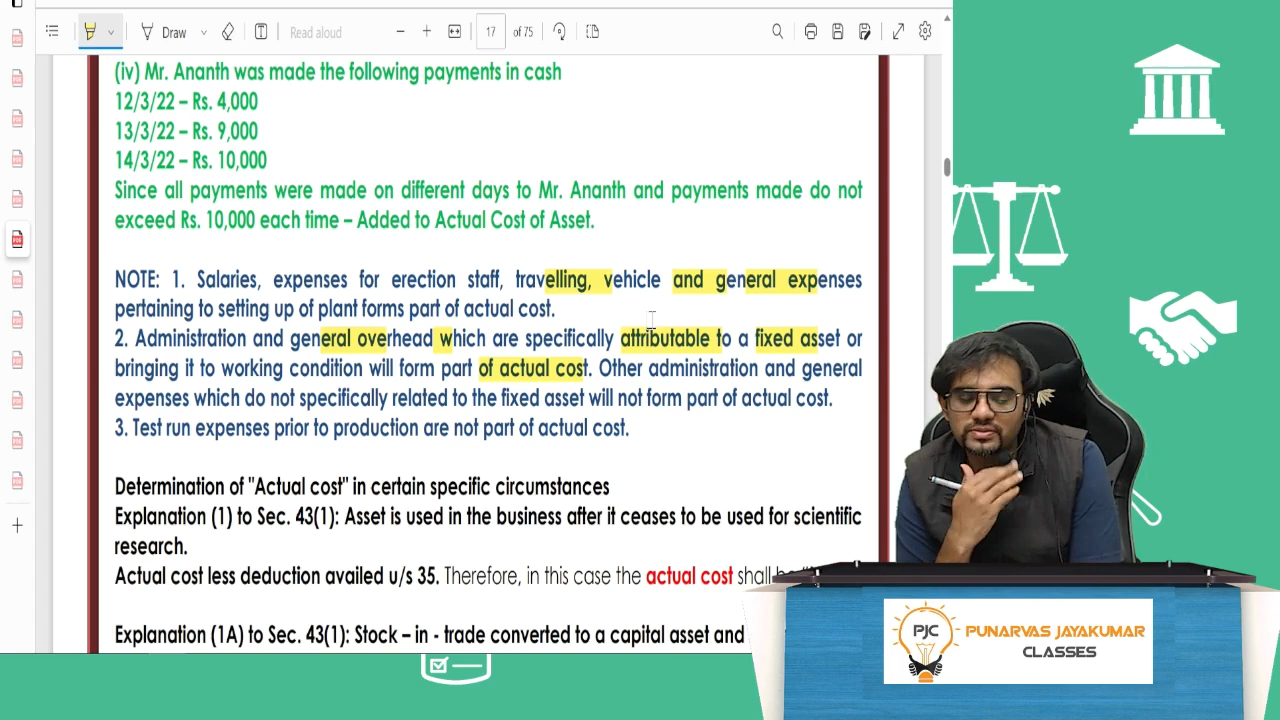 Draw
Read aloud
17
of 75
(iv) Mr. Ananth was made the following payments in cash
12/3/22 – Rs. 4,000
13/3/22 – Rs. 9,000
14/3/22 – Rs. 10,000
Since all payments were made on different days to Mr. Ananth and payments made do not
exceed Rs. 10,000 each time – Added to Actual Cost of Asset.
NOTE: 1. Salaries, expenses for erection staff, travelling, vehicle and general expenses
pertaining to setting up of plant forms part of actual cost.
2. Administration and general overhead which are specifically attributable to a fixed asset or
bringing it to working condition will form part of actual cost. Other administration and general
expenses which do not specifically related to the fixed asset will not form part of actual cost.
3. Test run expenses prior to production are not part of actual cost.
Determination of "Actual cost" in certain specific circumstances
Explanation (1) to Sec. 43(1): Asset is used in the business after it ceases to be used for scientific
research.
Actual cost less deduction availed u/s 35. Therefore, in this case the actual cost shall
Explanation (1A) to Sec. 43(1): Stock – in - trade converted to a capital asset and
PJC
PUNARVAS JAYAKUMAR
CLASSES